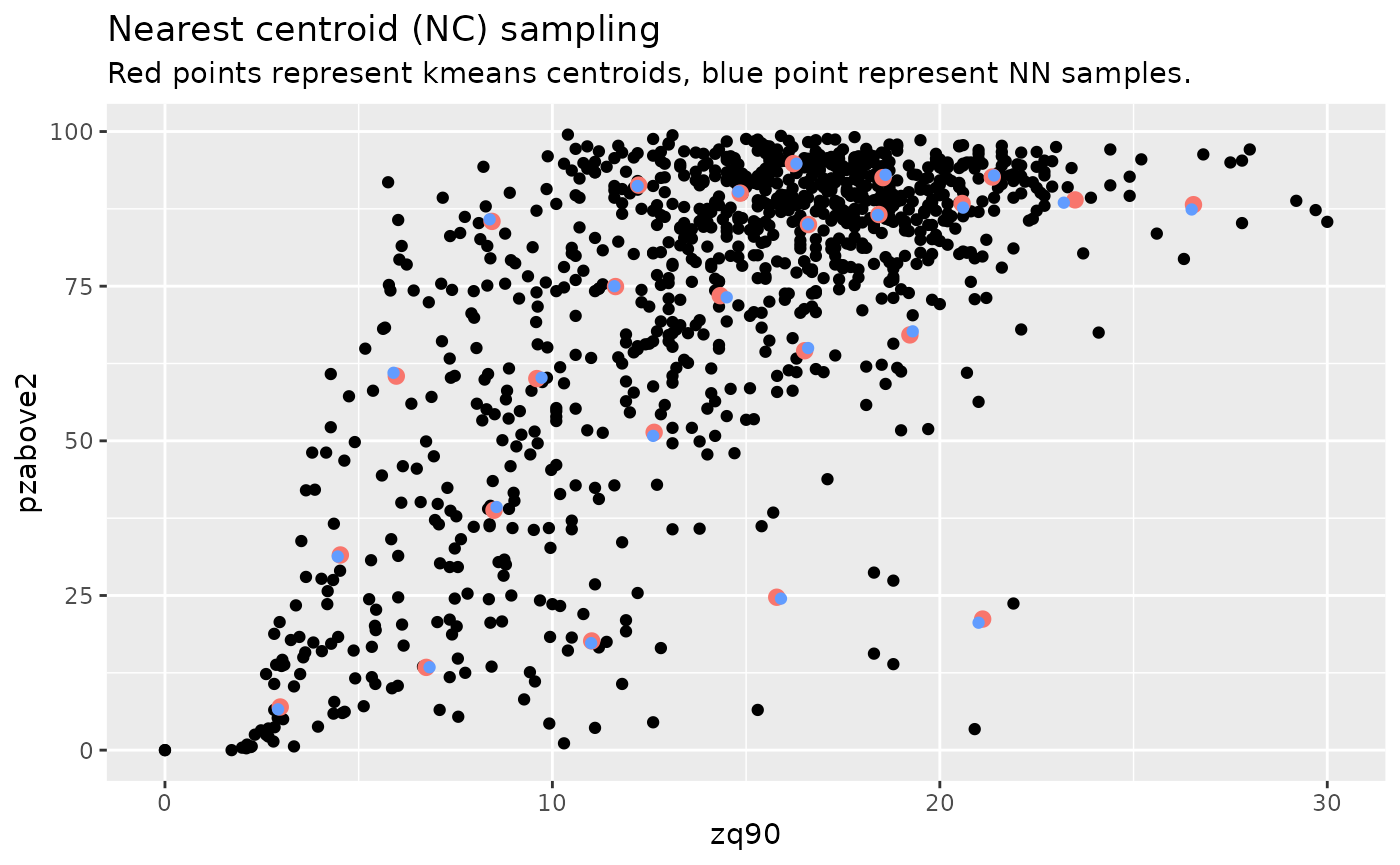 Nearest centroid (NC) sampling
Red points represent kmeans centroids, blue point represent NN samples.
100
75
50
25
0
pzabove2
0 10 20 30
zq90